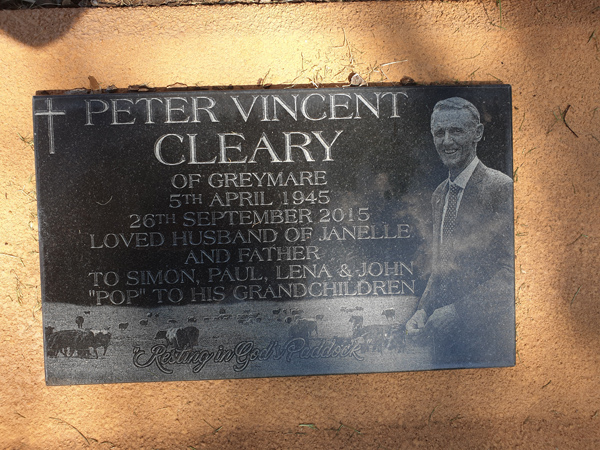 PETER VINCENT
CLEARY
OF GREYMARE
5TH APRIL 1945
26TH SEPTEMBER 2015
LOVED HUSBAND OF JANELLE
AND FATHER
TO SIMON, PAUL, LENA & JOHN
"POP" TO HIS GRANDCHILDREN
"Resting in God's Paddock"